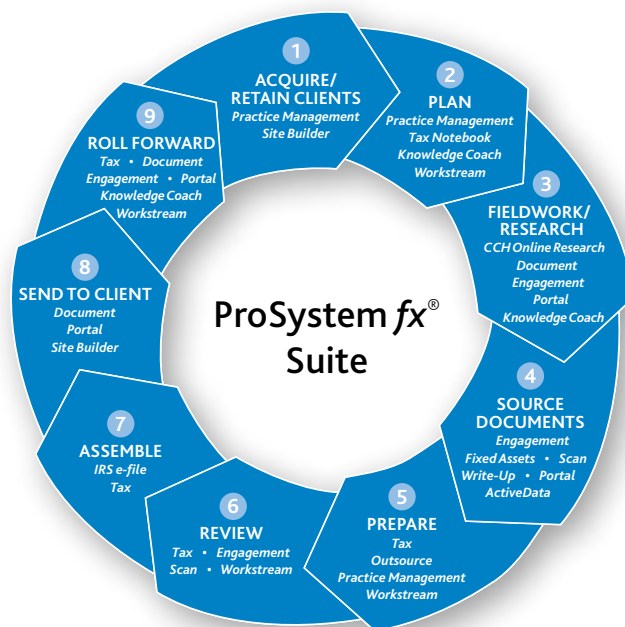 1
ACQUIRE/
RETAIN CLIENTS
Practice Management
Site Builder
2
PLAN
Practice Management
Tax Notebook
Knowledge Coach
Workstream
3
FIELDWORK/
RESEARCH
CCH Online Research
Document
Engagement
Portal
Knowledge Coach
4
SOURCE
DOCUMENTS
Engagement
Fixed Assets • Scan
Write-Up • Portal
ActiveData
5
PREPARE
Tax
Outsource
Practice Management
Workstream
6
REVIEW
Tax • Engagement
Scan • Workstream
7
ASSEMBLE
IRS e-file
Tax
8
SEND TO CLIENT
Document
Portal
Site Builder
9
ROLL FORWARD
Tax • Document
Engagement • Portal
Knowledge Coach
Workstream
ProSystem fx®
Suite